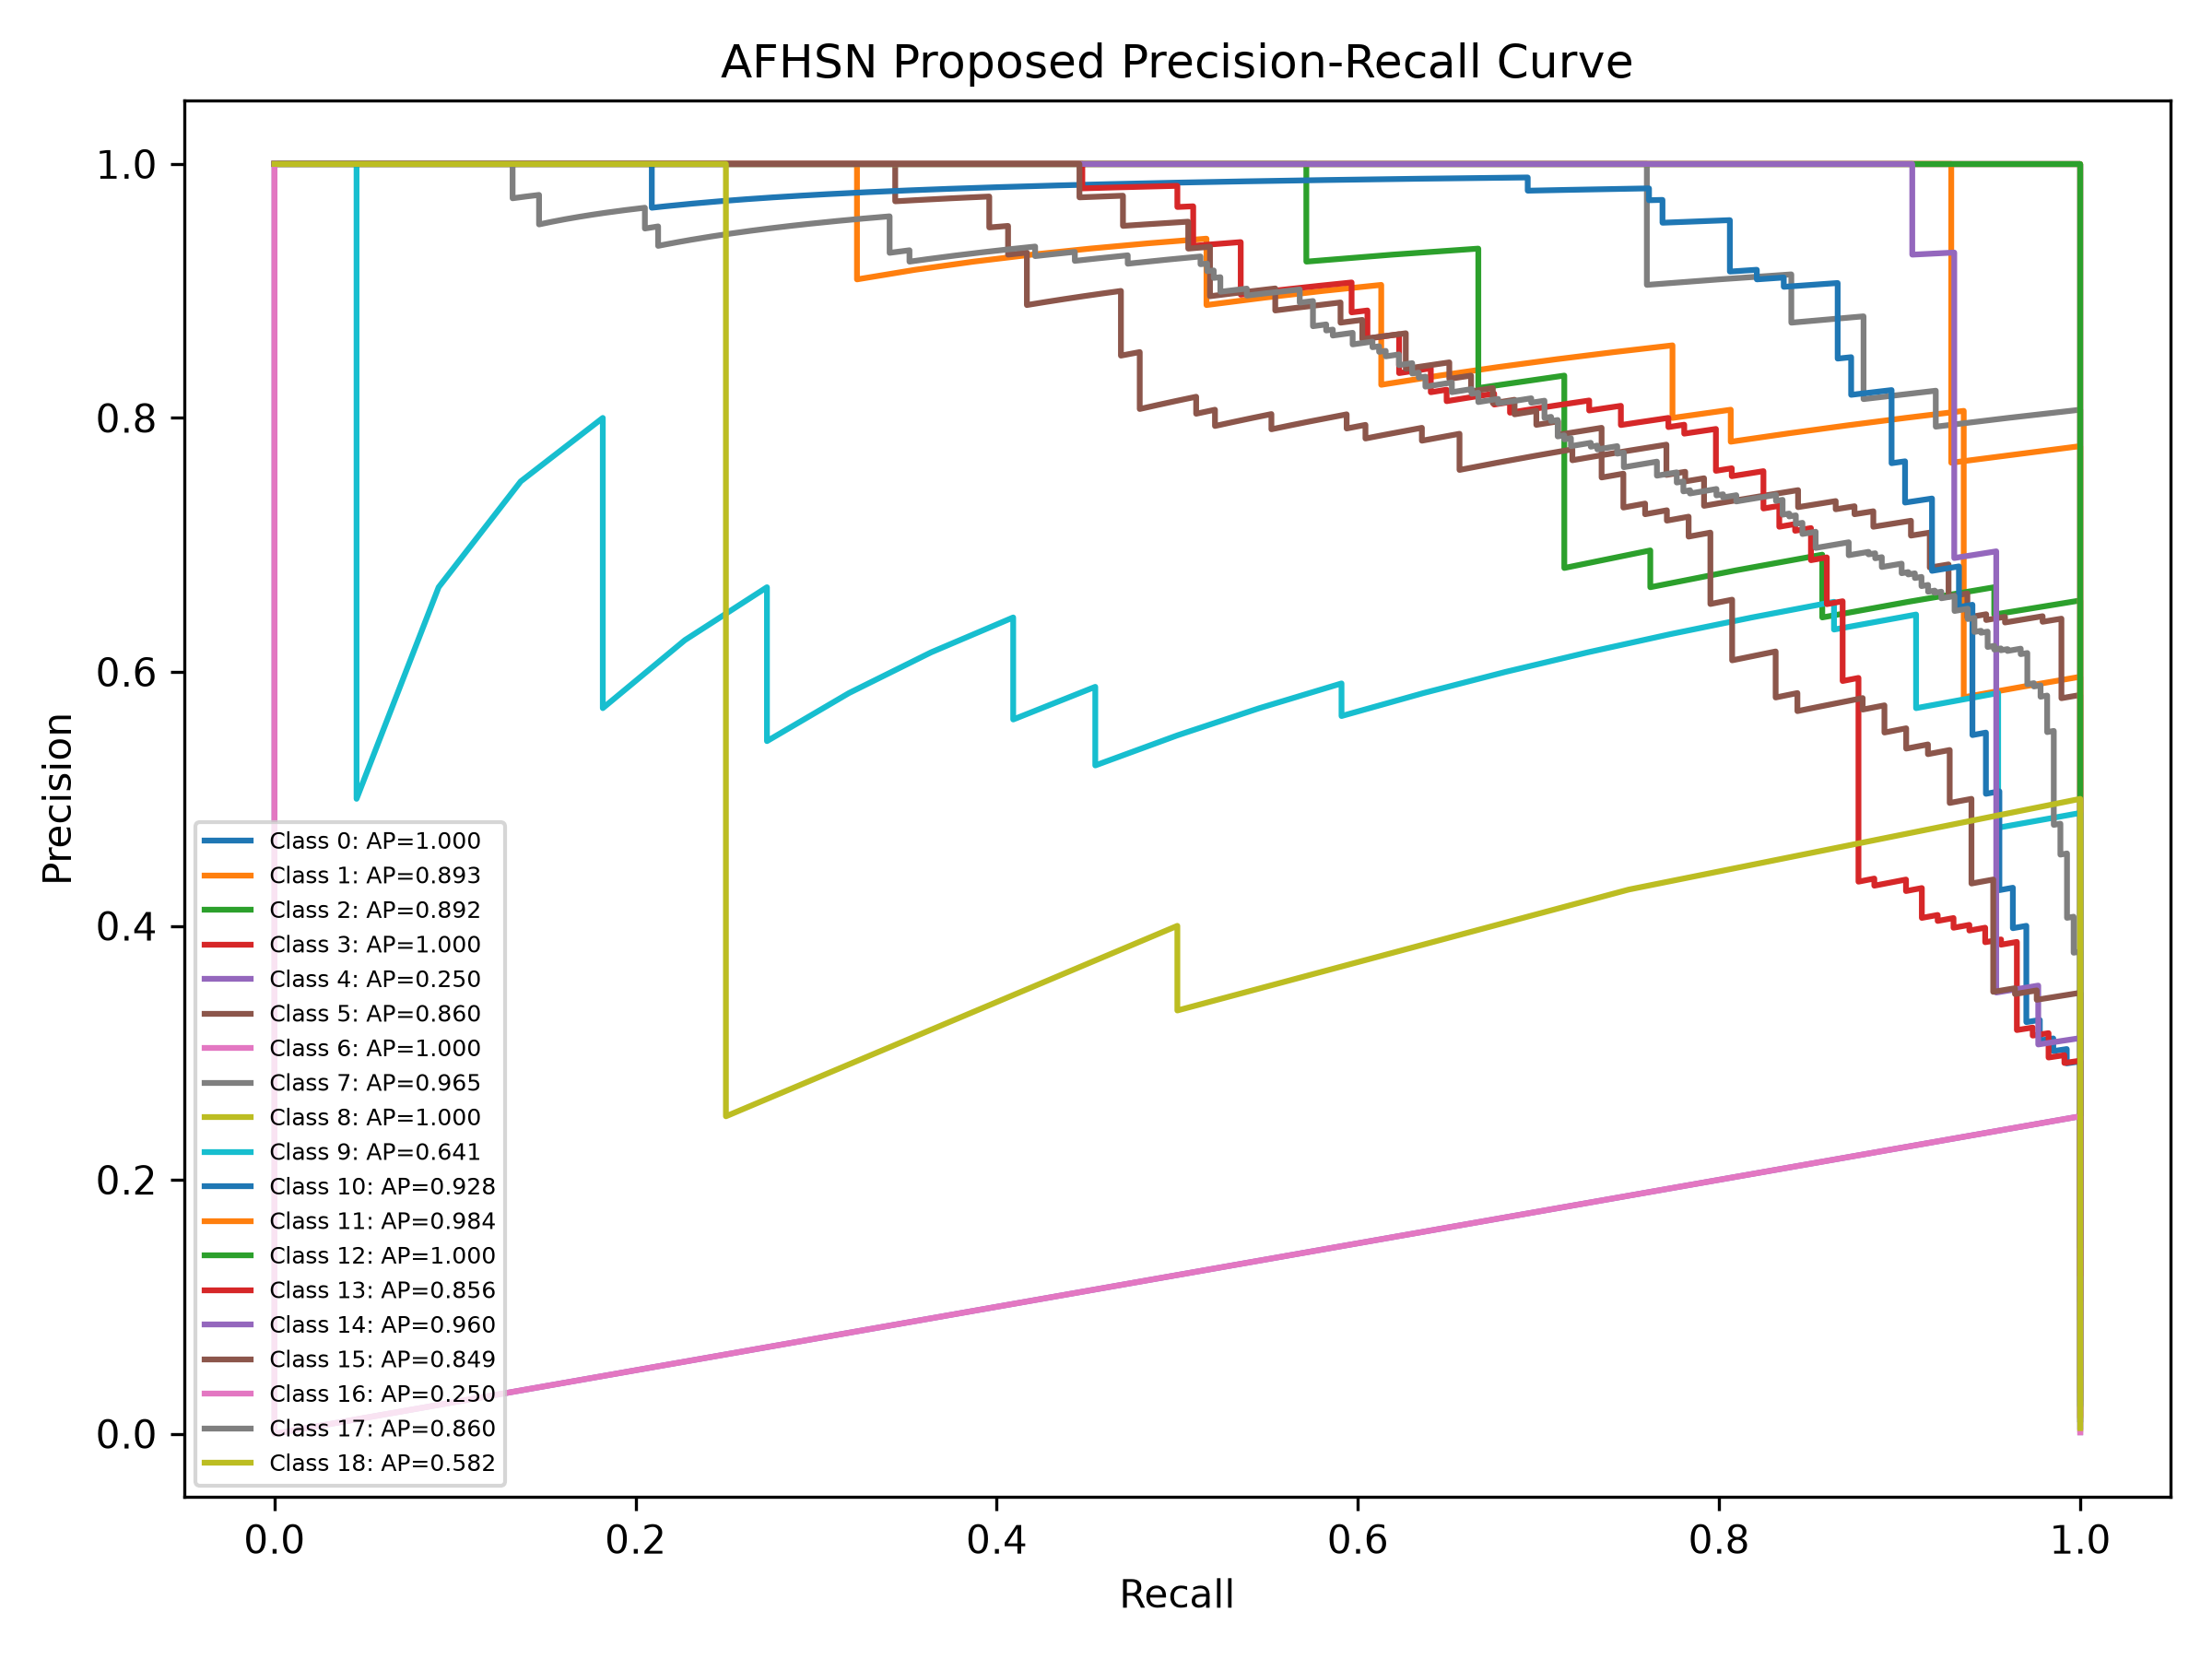 AFHSN Proposed Precision-Recall Curve
1.0
0.8
0.6
0.4
0.2
0.0
Precision
Class 0: AP=1.000
Class 1: AP=0.893
Class 2: AP=0.892
Class 3: AP=1.000
Class 4: AP=0.250
Class 5: AP=0.860
Class 6: AP=1.000
Class 7: AP=0.965
Class 8: AP=1.000
Class 9: AP=0.641
Class 10: AP=0.928
Class 11: AP=0.984
Class 12: AP=1.000
Class 13: AP=0.856
Class 14: AP=0.960
Class 15: AP=0.849
Class 16: AP=0.250
Class 17: AP=0.860
Class 18: AP=0.582
0.0 0.2 0.4 0.6 0.8 1.0
Recall